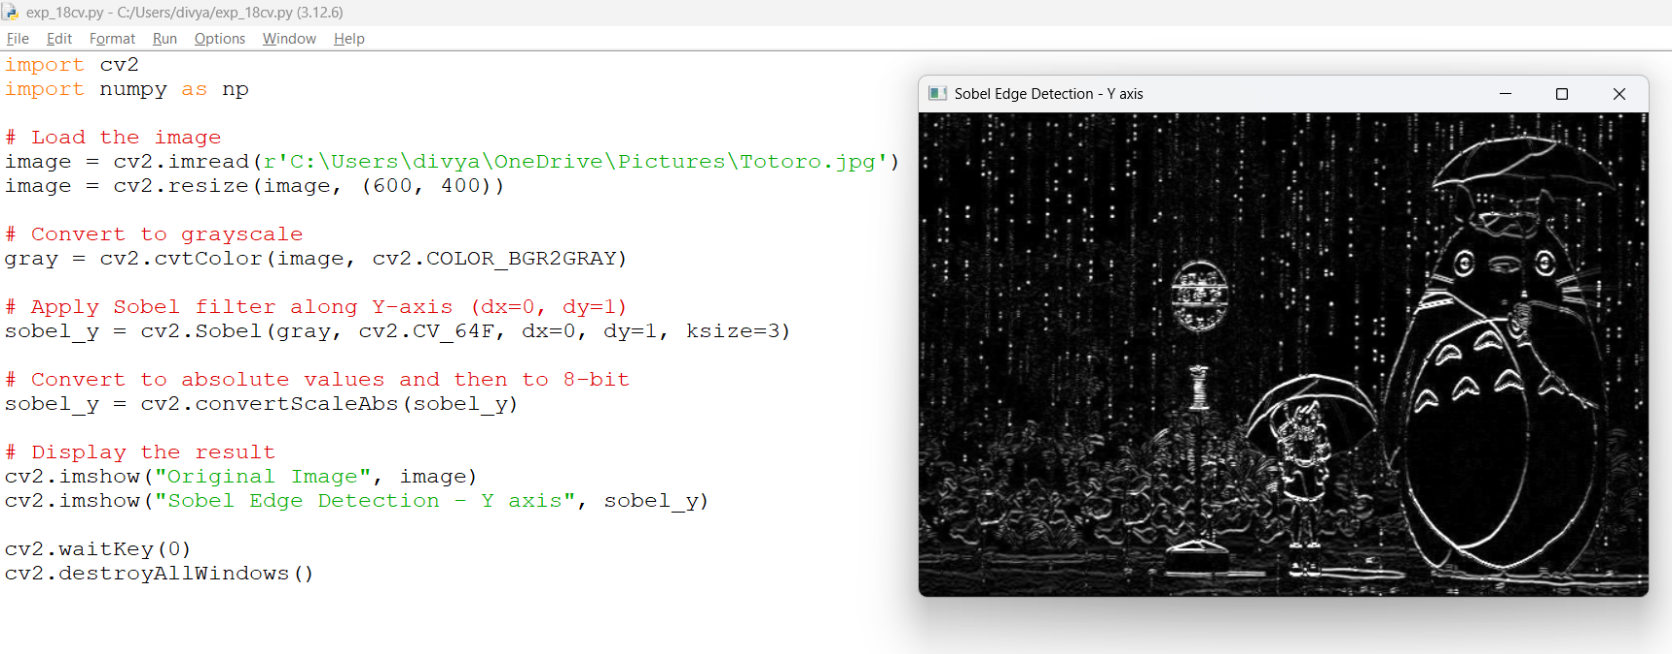 exp_18cv.py - C:/Users/divya/exp_18cv.py (3.12.6)
File Edit Format Run Options Window Help
import cv2
import numpy as np
# Load the image
image = cv2.imread(r'C:\Users\divya\OneDrive\Pictures\Totoro.jpg')
image = cv2.resize(image, (600, 400))
# Convert to grayscale
gray = cv2.cvtColor(image, cv2.COLOR_BGR2GRAY)
# Apply Sobel filter along Y-axis (dx=0, dy=1)
sobel_y = cv2.Sobel(gray, cv2.CV_64F, dx=0, dy=1, ksize=3)
# Convert to absolute values and then to 8-bit
sobel_y = cv2.convertScaleAbs(sobel_y)
# Display the result
cv2.imshow("Original Image", image)
cv2.imshow("Sobel Edge Detection - Y axis", sobel_y)
cv2.waitKey(0)
cv2.destroyAllWindows()
Sobel Edge Detection - Y axis